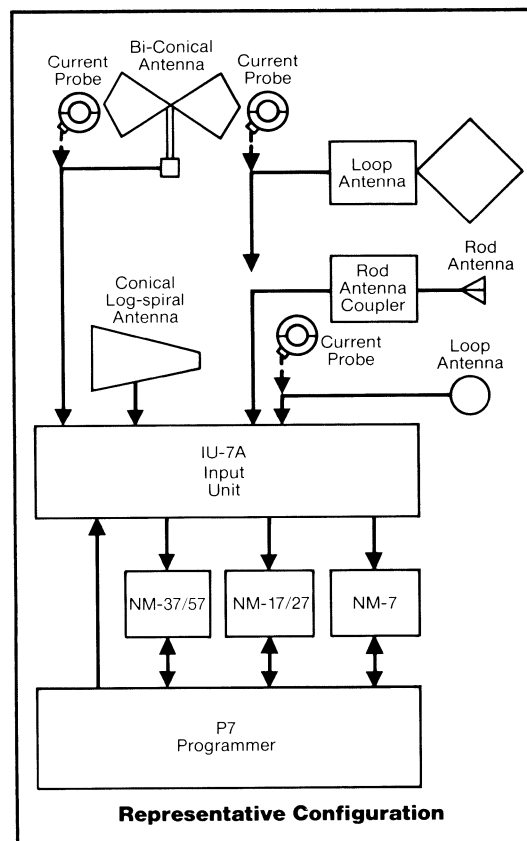 Bi-Conical
Antenna
Current
Probe
Current
Probe
Loop
Antenna
Rod
Antenna
Coupler
Rod
Antenna
Conical
Log-spiral
Antenna
Current
Probe
Loop
Antenna
IU-7A
Input
Unit
NM-37/57
NM-17/27
NM-7
P7
Programmer
Representative Configuration